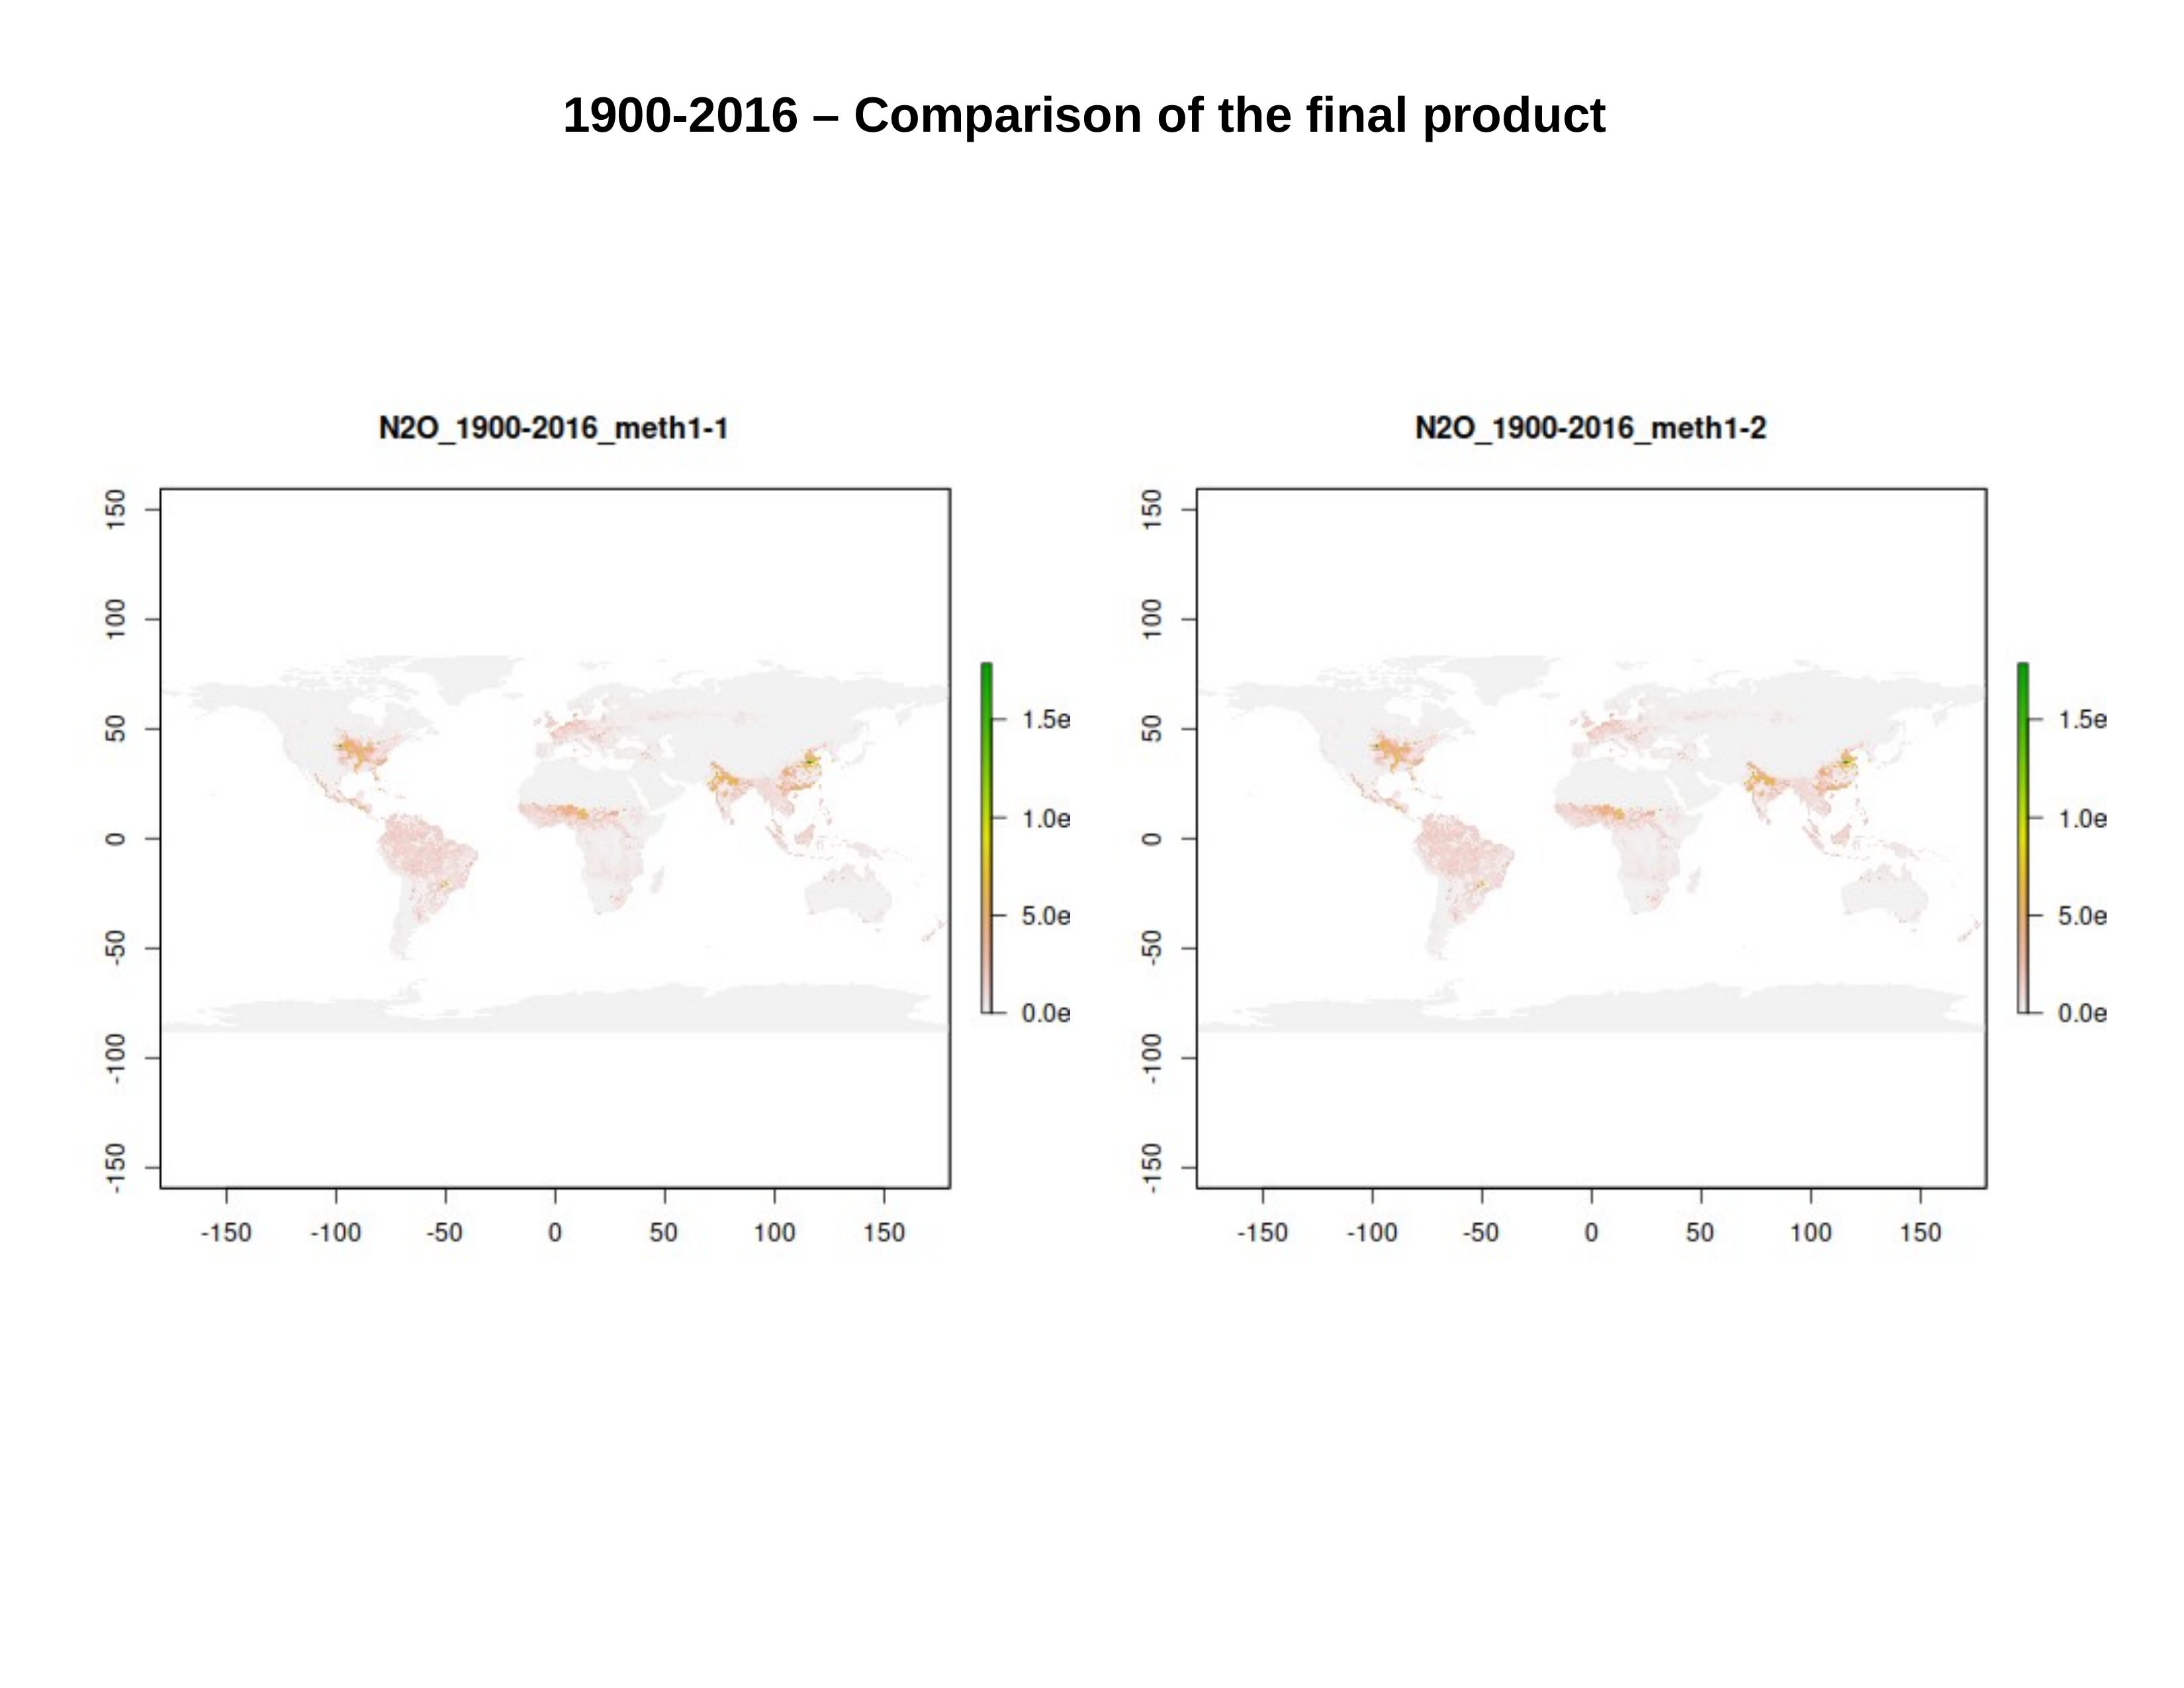 1900-2016 – Comparison of the final product
N2O_1900-2016_meth1-1
150
100
50
0
-50
-100
-150
-150 -100 -50 0 50 100 150
1.5e
1.0e
5.0e
0.0e
N2O_1900-2016_meth1-2
150
100
50
0
-50
-100
-150
-150 -100 -50 0 50 100 150
1.5e
1.0e
5.0e
0.0e